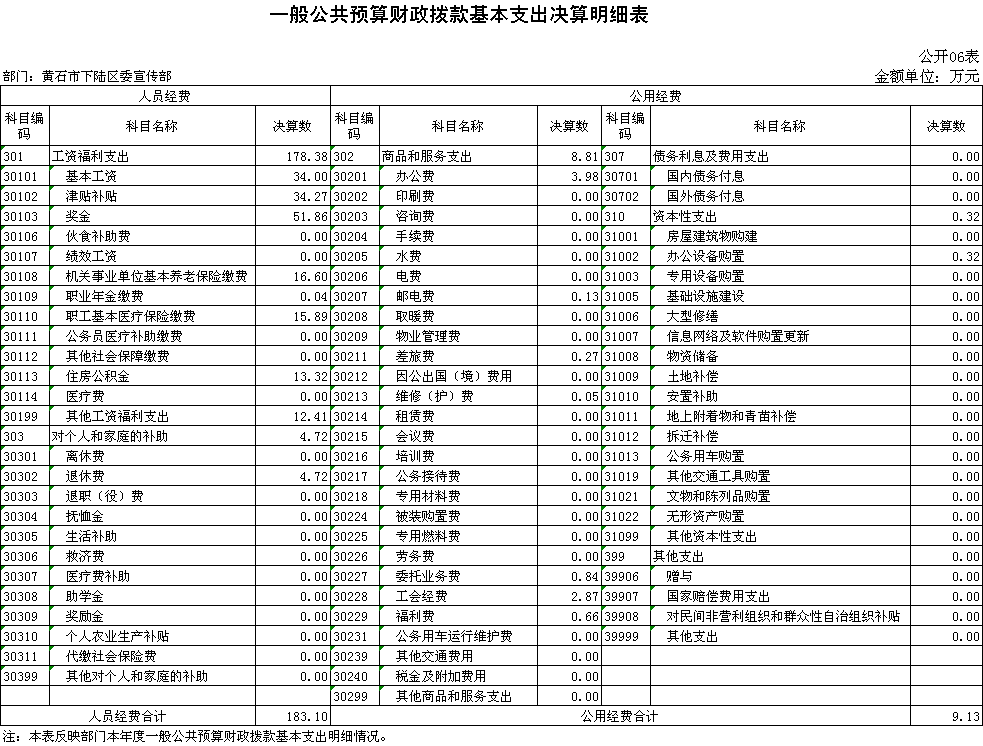 一般公共预算财政拨款基本支出决算明细表
公开06表
部门：黄石市下陆区委宣传部 金额单位：万元
人员经费 公用经费
科目编码 科目名称 决算数 科目编码 科目名称 决算数 科目编码 科目名称 决算数
301 工资福利支出 178.38 302 商品和服务支出 8.81 307 债务利息及费用支出 0.00
30101 基本工资 34.00 30201 办公费 3.98 30701 国内债务付息 0.00
30102 津贴补贴 34.27 30202 印刷费 0.00 30702 国外债务付息 0.00
30103 奖金 51.86 30203 咨询费 0.00 310 资本性支出 0.32
30106 伙食补助费 0.00 30204 手续费 0.00 31001 房屋建筑物购建 0.00
30107 绩效工资 0.00 30205 水费 0.00 31002 办公设备购置 0.32
30108 机关事业单位基本养老保险缴费 16.60 30206 电费 0.00 31003 专用设备购置 0.00
30109 职业年金缴费 0.04 30207 邮电费 0.13 31005 基础设施建设 0.00
30110 职工基本医疗保险缴费 15.89 30208 取暖费 0.00 31006 大型修缮 0.00
30111 公务员医疗补助缴费 0.00 30209 物业管理费 0.00 31007 信息网络及软件购置更新 0.00
30112 其他社会保障缴费 0.00 30211 差旅费 0.27 31008 物资储备 0.00
30113 住房公积金 13.32 30212 因公出国（境）费用 0.00 31009 土地补偿 0.00
30114 医疗费 0.00 30213 维修（护）费 0.05 31010 安置补助 0.00
30199 其他工资福利支出 12.41 30214 租赁费 0.00 31011 地上附着物和青苗补偿 0.00
303 对个人和家庭的补助 4.72 30215 会议费 0.00 31012 拆迁补偿 0.00
30301 离休费 0.00 30216 培训费 0.00 31013 公务用车购置 0.00
30302 退休费 4.72 30217 公务接待费 0.00 31019 其他交通工具购置 0.00
30303 退职（役）费 0.00 30218 专用材料费 0.00 31021 文物和陈列品购置 0.00
30304 抚恤金 0.00 30224 被装购置费 0.00 31022 无形资产购置 0.00
30305 生活补助 0.00 30225 专用燃料费 0.00 31099 其他资本性支出 0.00
30306 救济费 0.00 30226 劳务费 0.00 399 其他支出 0.00
30307 医疗费补助 0.00 30227 委托业务费 0.84 39906 赠与 0.00
30308 助学金 0.00 30228 工会经费 2.87 39907 国家赔偿费用支出 0.00
30309 奖励金 0.00 30229 福利费 0.66 39908 对民间非营利组织和群众性自治组织补贴 0.00
30310 个人农业生产补贴 0.00 30231 公务用车运行维护费 0.00 39999 其他支出 0.00
30311 代缴社会保险费 0.00 30239 其他交通费用 0.00
30399 其他对个人和家庭的补助 0.00 30240 税金及附加费用 0.00
30299 其他商品和服务支出 0.00
人员经费合计 183.10 公用经费合计 9.13
注：本表反映部门本年度一般公共预算财政拨款基本支出明细情况。